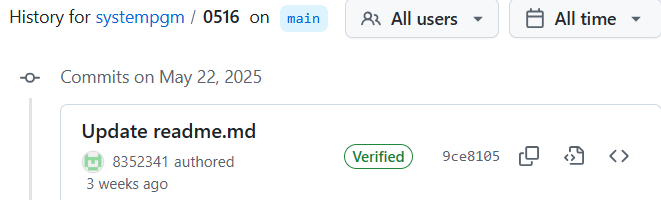 History for systempgm / 0516 on main
All users
All time
Commits on May 22, 2025
Update readme.md
8352341 authored
3 weeks ago
Verified
9ce8105